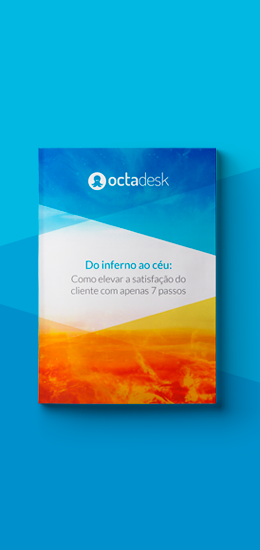 octadesk
Do inferno ao céu:
Como elevar a satisfação do
cliente com apenas 7 passos